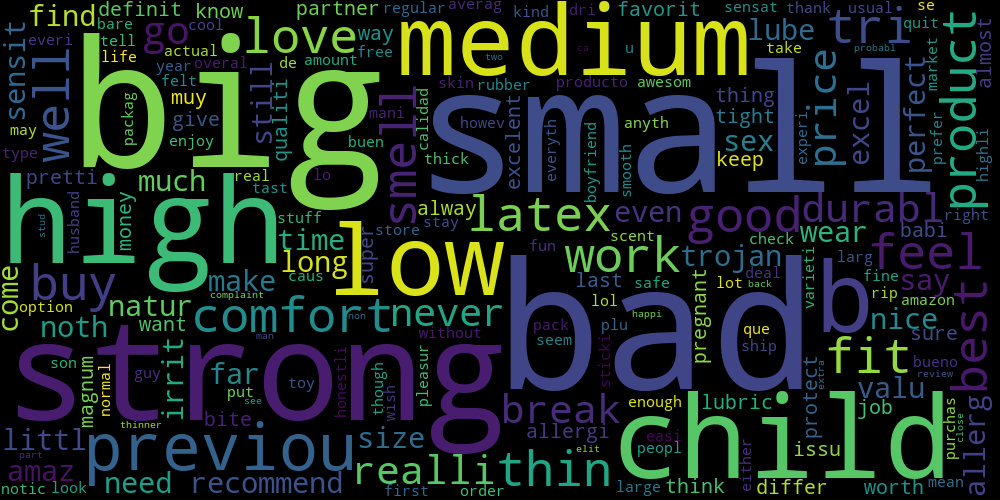 big
small
medium
bad
strong
high
low
child
previou
love
tri
product
well
find
go
smell
latex
work
good
durabl
feel
best
comfort
never
buy
break
thin
realli
fit
b
price
perfect
excel
sex
lube
sensit
definit
know
partner
way
favorit
regular
averag
kind
dri
sensat
thank
usual
quit
se
bare
tell
cool
everi
life
actual
free
de
amount
u
take
ca
probabl
two
almost
market
year
overal
felt
skin
rubber
producto
awesom
thing
still
qualiti
packag
muy
give
mani
calidad
howev
excelent
everyth
boyfriend
anyth
tight
keep
experi
prefer
highli
may
enjoy
buen
thick
smooth
type
pretti
much
real
tast
lo
husband
stud
money
stuff
time
long
super
store
alway
stay
even
trojan
wear
babi
right
fun
scent
check
say
larg
come
option
make
caus
last
safe
deal
lot
back
varieti
fine
rip
amazon
pregnant
natur
complaint
lol
happi
noth
want
non
man
without
pack
plu
que
ship
seem
nice
sure
bueno
review
son
guy
irrit
far
put
see
toy
honestli
though
wish
pleasur
sticki
extra
magnum
normal
thinner
bite
enough
lubric
protect
valu
job
allerg
purchas
close
littl
size
allergi
easi
peopl
issu
part
amaz
elit
either
notic
look
need
recommend
first
order
large
think
differ
worth
mean